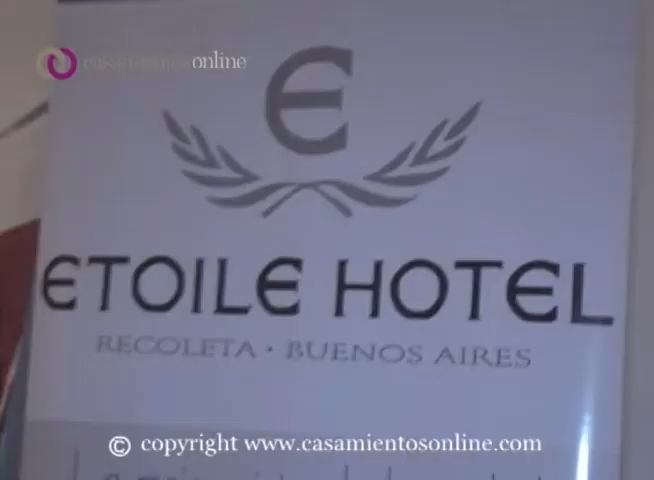 casamientosonline
E
ETOILE HOTEL
RECOLETA · BUENOS AIRES
© copyright www.casamientosonline.com